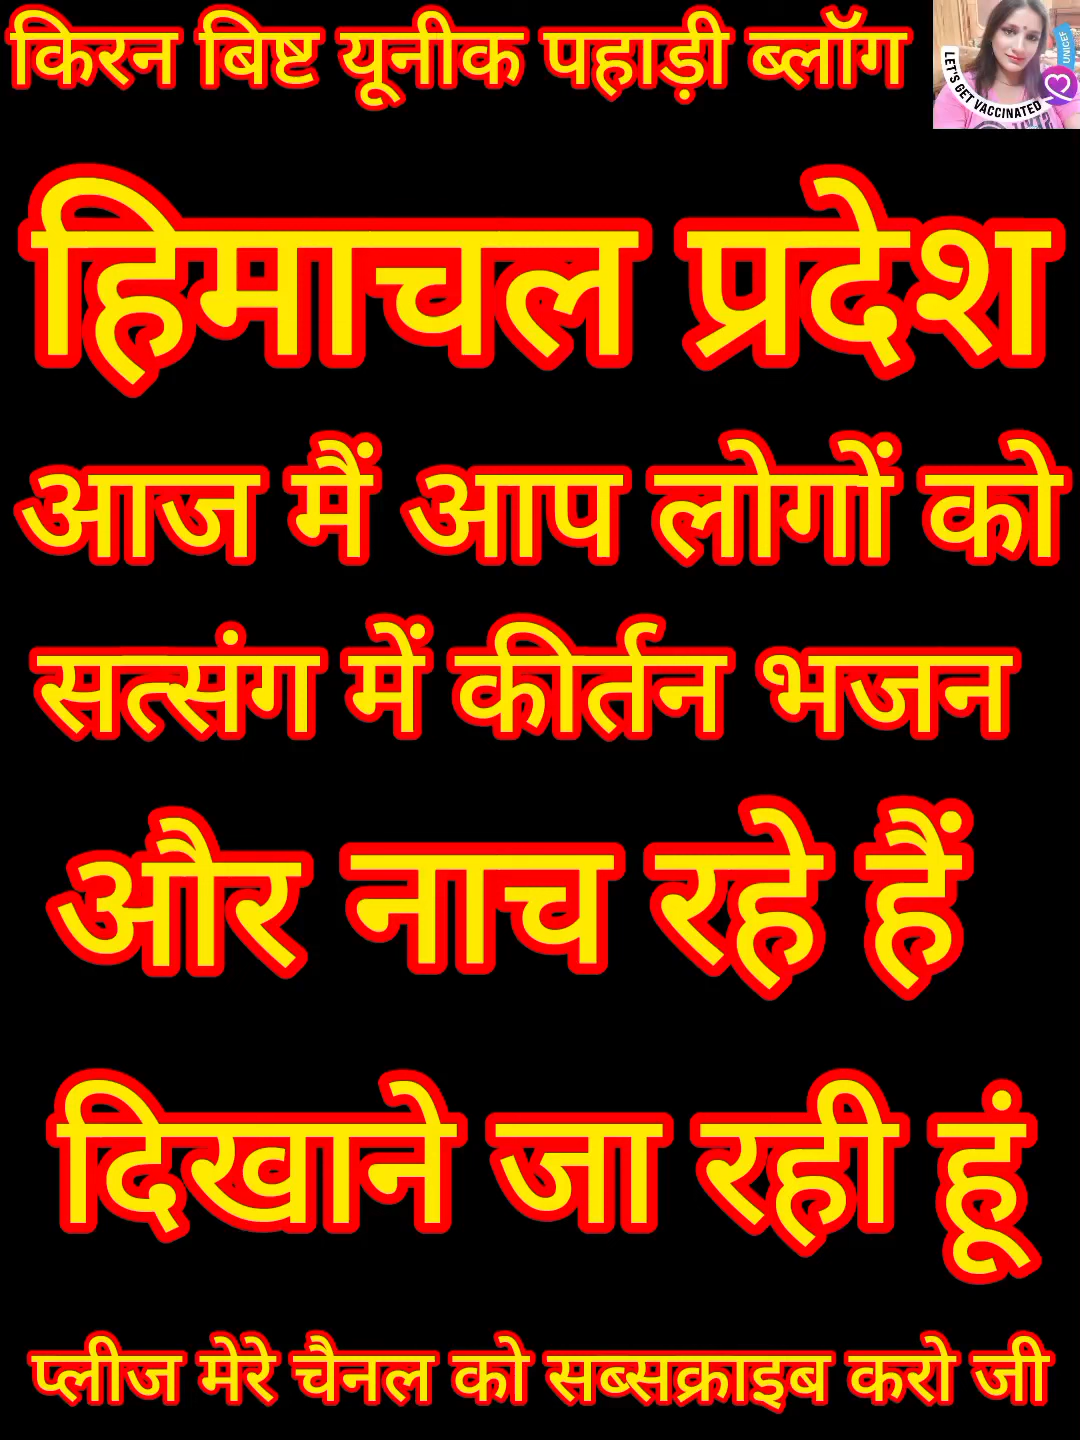 किरन बिष्ट यूनीक पहाड़ी ब्लॉग
LET'S GET VACCINATED
UNICEF
हिमाचल प्रदेश
आज मैं आप लोगों को
सत्संग में कीर्तन भजन
और नाच रहे हैं
दिखाने जा रही हूं
प्लीज मेरे चैनल को सब्सक्राइब करो जी